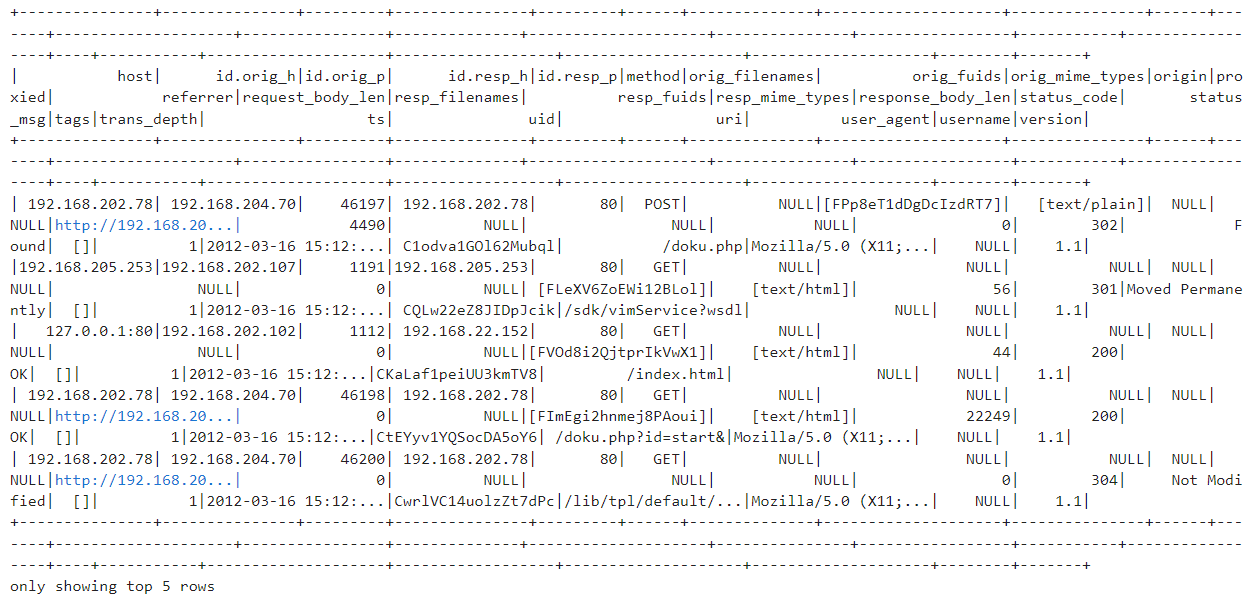 +--------------+---------------+---------+---------------+---------+------+--------------+--------------------+---------------+------+---
----+--------------------+----------------+--------------+--------------------+---------------+-----------------+-----------+-------------
----+----+-----------+--------------------+------------------+--------------------+--------------------+--------+-------+
|          host|      id.orig_h|id.orig_p|      id.resp_h|id.resp_p|method|orig_filenames|          orig_fuids|orig_mime_types|origin|pro
xied|            referrer|request_body_len|resp_filenames|          resp_fuids|resp_mime_types|response_body_len|status_code|       status
_msg|tags|trans_depth|                  ts|               uid|                 uri|          user_agent|username|version|
+--------------+---------------+---------+---------------+---------+------+--------------+--------------------+---------------+------+---
----+--------------------+----------------+--------------+--------------------+---------------+-----------------+-----------+-------------
----+----+-----------+--------------------+------------------+--------------------+--------------------+--------+-------+
| 192.168.202.78| 192.168.204.70|    46197| 192.168.202.78|       80|  POST|          NULL|[FPp8eT1dDgDcIzdRT7]|   [text/plain]|  NULL|
NULL|http://192.168.20...|            4490|          NULL|                NULL|           NULL|                0|        302|            F
ound|  []|          1|2012-03-16 15:12:...| C1odva1GOl62Mubql|           /doku.php|Mozilla/5.0 (X11;...|    NULL|    1.1|
|192.168.205.253|192.168.202.107|     1191|192.168.205.253|       80|   GET|          NULL|                NULL|           NULL|  NULL|
NULL|                NULL|               0|          NULL| [FLeXV6ZoEWi12BLol]|    [text/html]|               56|        301|Moved Permane
ntly|  []|          1|2012-03-16 15:12:...| CQLw22eZ8JIDpJcik|/sdk/vimService?wsdl|                NULL|    NULL|    1.1|
|   127.0.0.1:80|192.168.202.102|     1112| 192.168.22.152|       80|   GET|          NULL|                NULL|           NULL|  NULL|
NULL|                NULL|               0|          NULL|[FVOd8i2QjtprIkVwX1]|    [text/html]|               44|        200|
OK|  []|          1|2012-03-16 15:12:...|CKaLaf1peiUU3kmTV8|         /index.html|                NULL|    NULL|    1.1|
| 192.168.202.78| 192.168.204.70|    46198| 192.168.202.78|       80|   GET|          NULL|                NULL|           NULL|  NULL|
NULL|http://192.168.20...|               0|          NULL|[FImEgi2hnmej8PAoui]|    [text/html]|            22249|        200|
OK|  []|          1|2012-03-16 15:12:...|CtEYyv1YQSocDA5oY6| /doku.php?id=start&|Mozilla/5.0 (X11;...|    NULL|    1.1|
| 192.168.202.78| 192.168.204.70|    46200| 192.168.202.78|       80|   GET|          NULL|                NULL|           NULL|  NULL|
NULL|http://192.168.20...|               0|          NULL|                NULL|           NULL|                0|        304|     Not Modi
fied|  []|          1|2012-03-16 15:12:...|CwrlVC14uolzZt7dPc|/lib/tpl/default/...|Mozilla/5.0 (X11;...|    NULL|    1.1|
+--------------+---------------+---------+---------------+---------+------+--------------+--------------------+---------------+------+---
----+--------------------+----------------+--------------+--------------------+---------------+-----------------+-----------+-------------
----+----+-----------+--------------------+------------------+--------------------+--------------------+--------+-------+
only showing top 5 rows